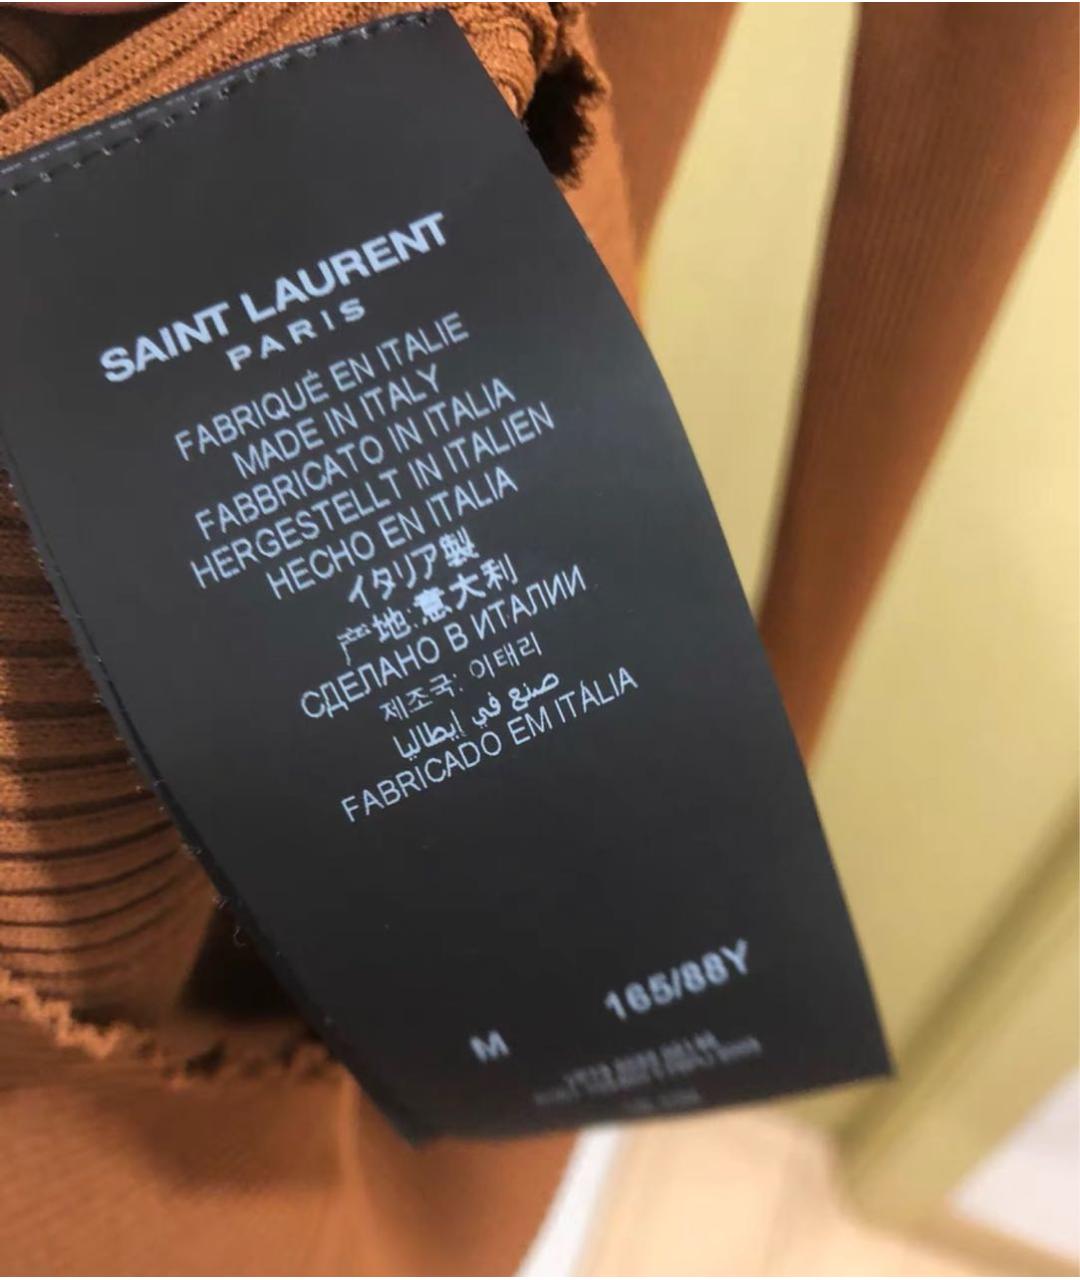 SAINT LAURENT
PARIS
FABRIQUÉ EN ITALIE
MADE IN ITALY
FABBRICATO IN ITALIA
HERGESTELLT IN ITALIEN
HECHO EN ITALIA
イタリア製
产地:意大利
СДЕЛАНО В ИТАЛИИ
제조국: 이태리
صنع في إيطاليا
FABRICADO EM ITÁLIA
M 165/88Y